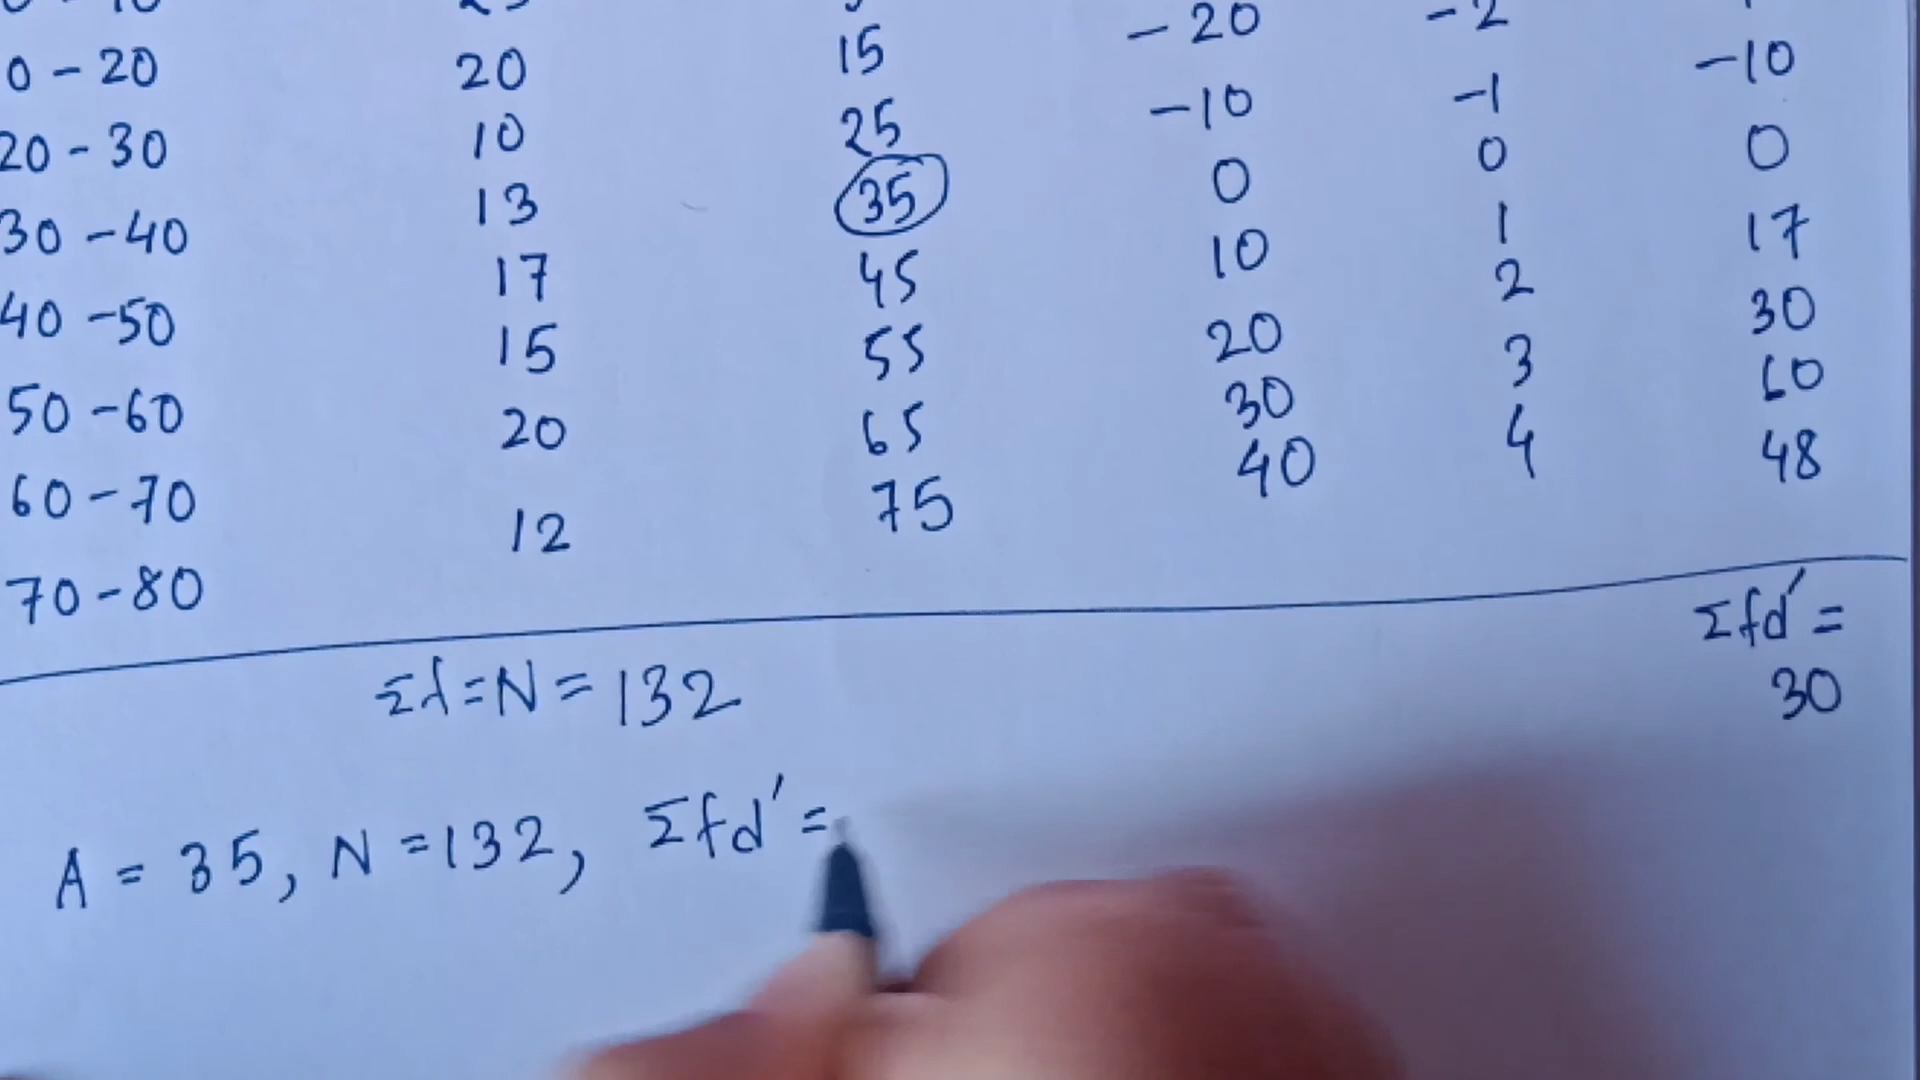 0 - 20 20 15 - 20 - 2 - 10
20 - 30 10 25 - 10 - 1 0
30 - 40 13 35 0 0 17
40 - 50 17 45 10 1 30
50 - 60 15 55 20 2 60
60 - 70 20 65 30 3 48
70 - 80 12 75 40 4
Σf = N = 132 Σfd' =
30
A = 35, N = 132, Σfd' =